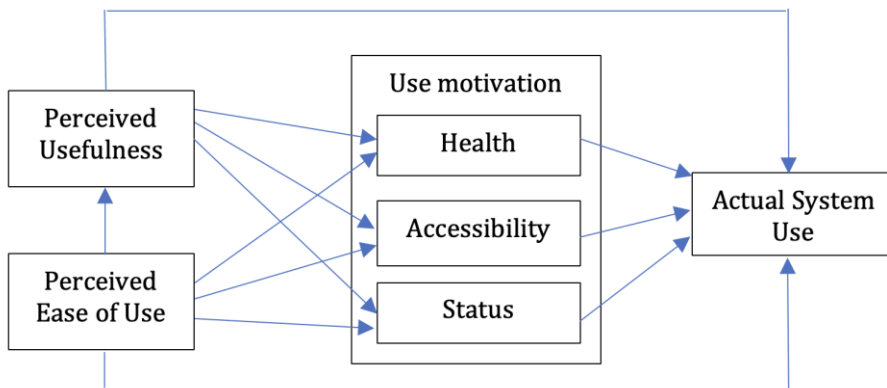 Perceived
Usefulness
Perceived
Ease of Use
Use motivation
Health
Accessibility
Status
Actual System
Use